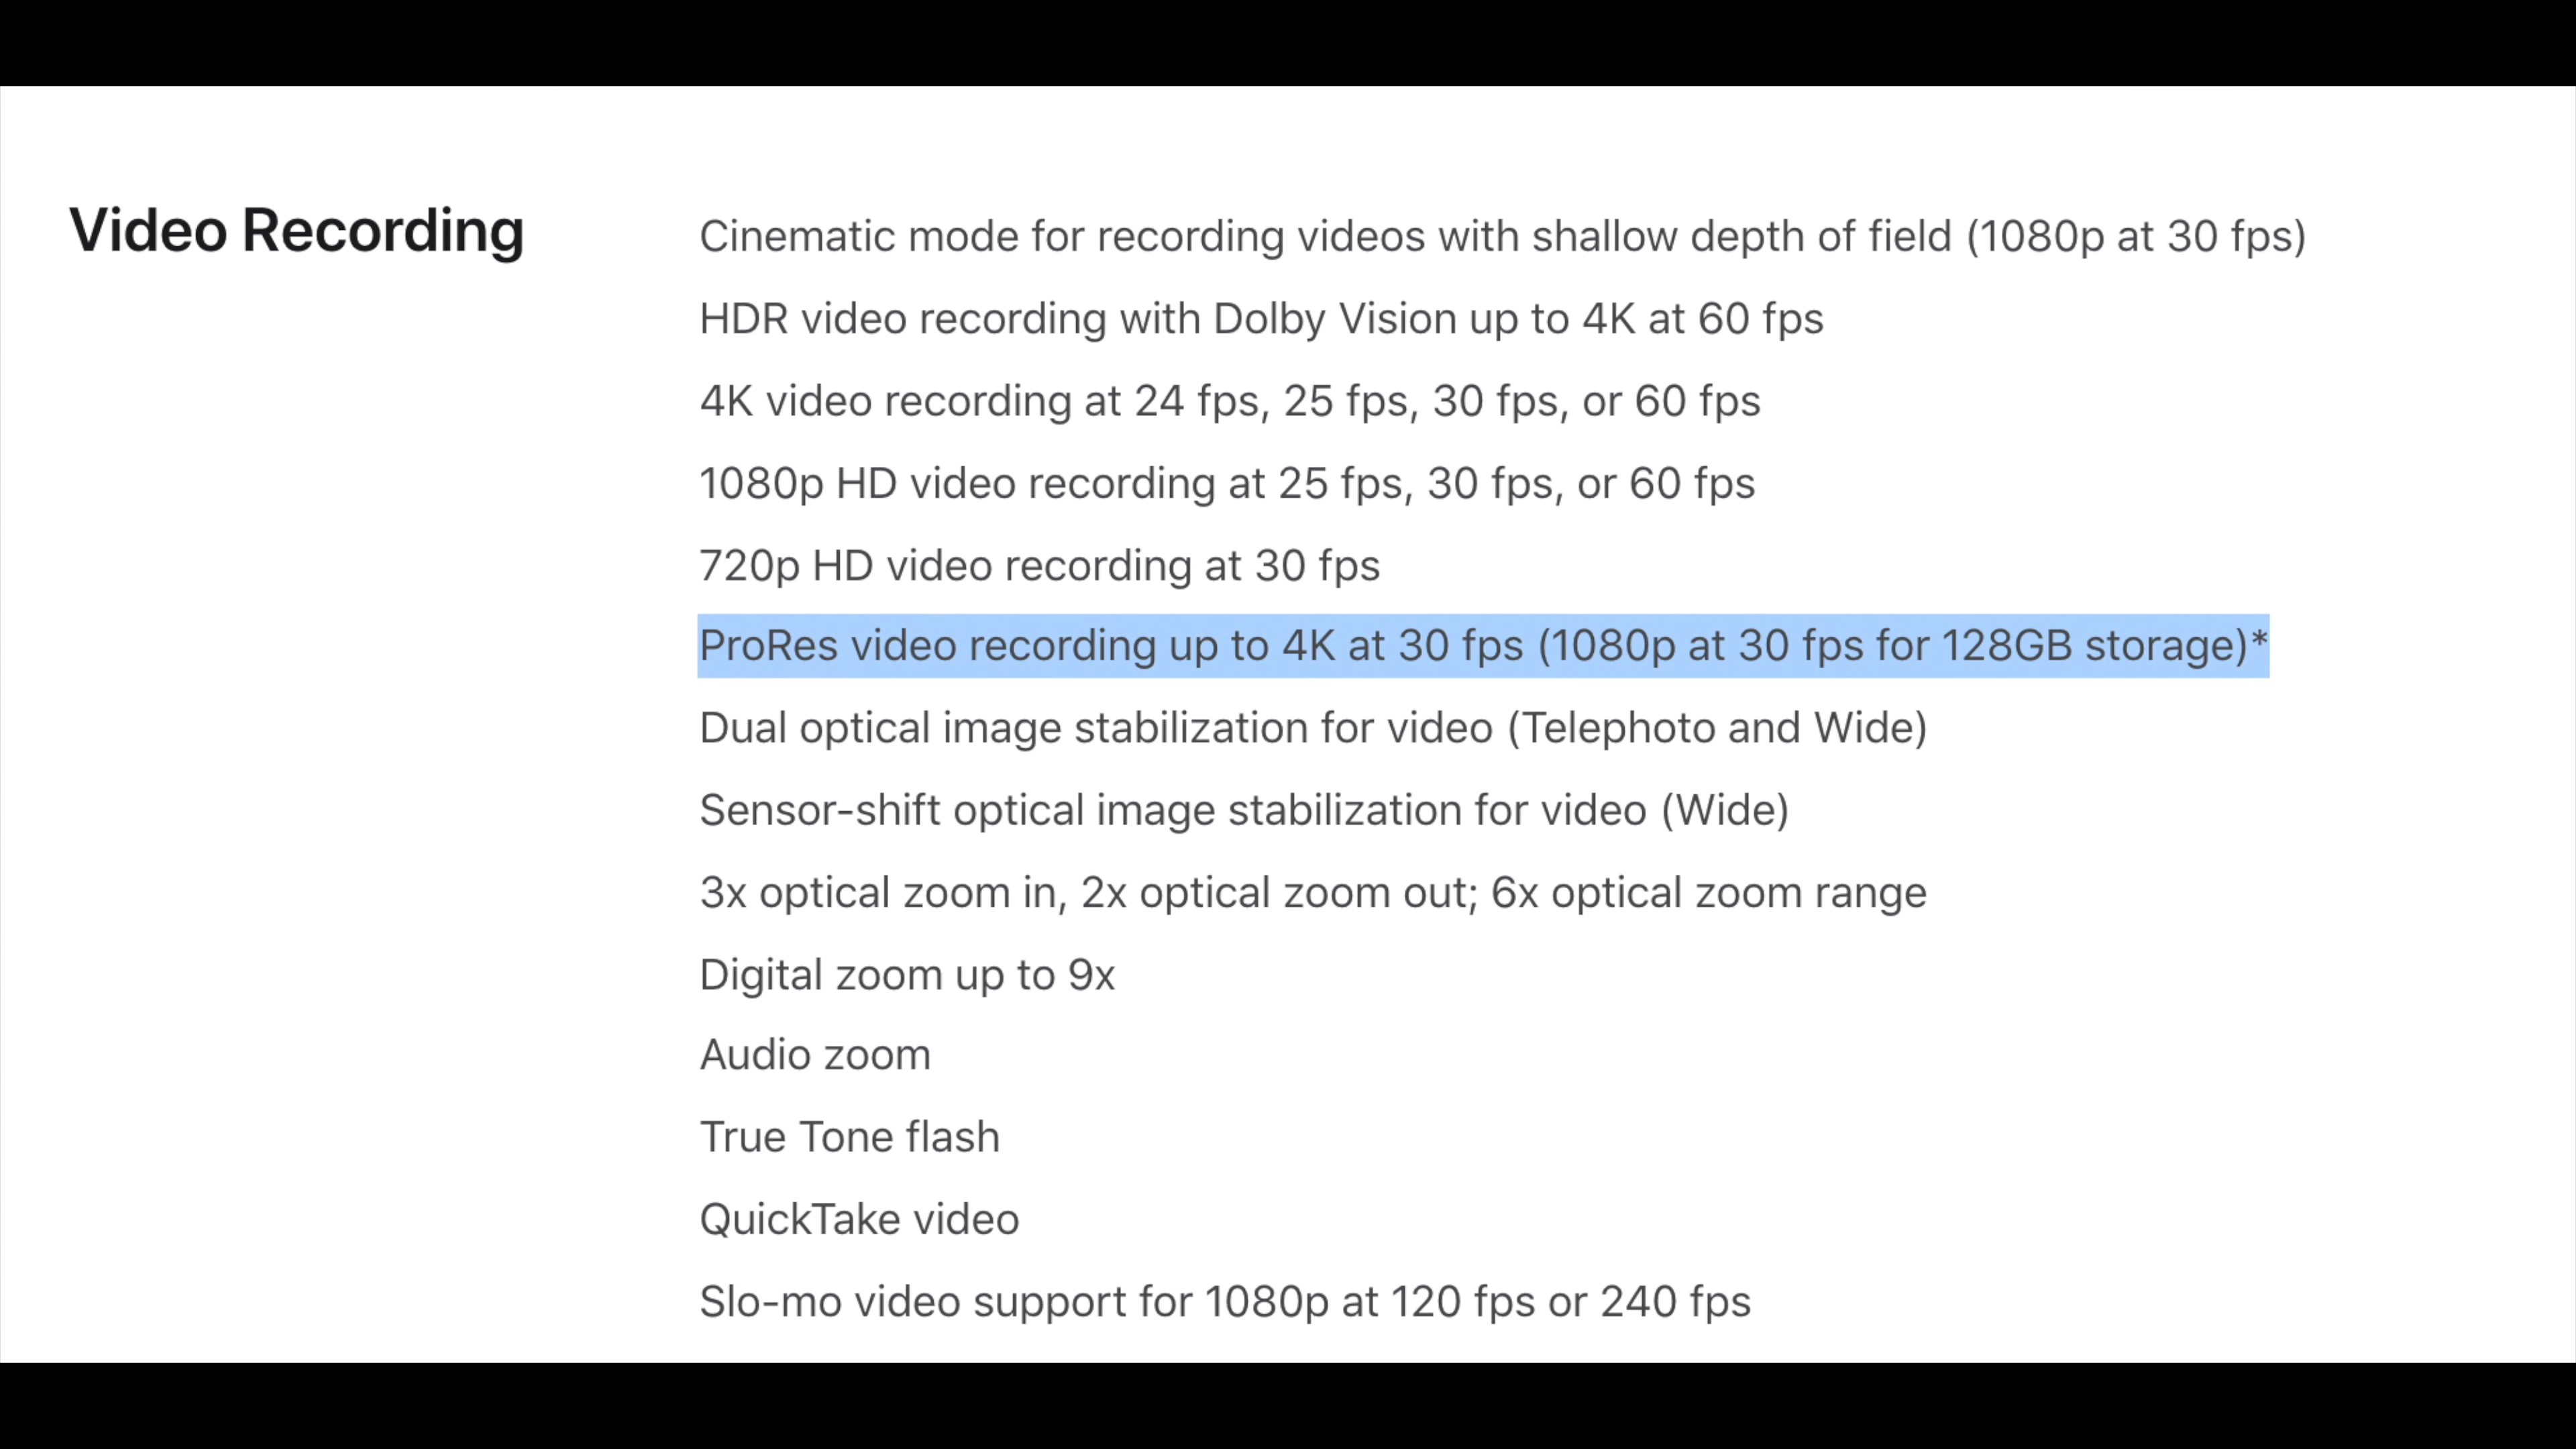 Video Recording
Cinematic mode for recording videos with shallow depth of field (1080p at 30 fps)
HDR video recording with Dolby Vision up to 4K at 60 fps
4K video recording at 24 fps, 25 fps, 30 fps, or 60 fps
1080p HD video recording at 25 fps, 30 fps, or 60 fps
720p HD video recording at 30 fps
ProRes video recording up to 4K at 30 fps (1080p at 30 fps for 128GB storage)*
Dual optical image stabilization for video (Telephoto and Wide)
Sensor-shift optical image stabilization for video (Wide)
3x optical zoom in, 2x optical zoom out; 6x optical zoom range
Digital zoom up to 9x
Audio zoom
True Tone flash
QuickTake video
Slo-mo video support for 1080p at 120 fps or 240 fps